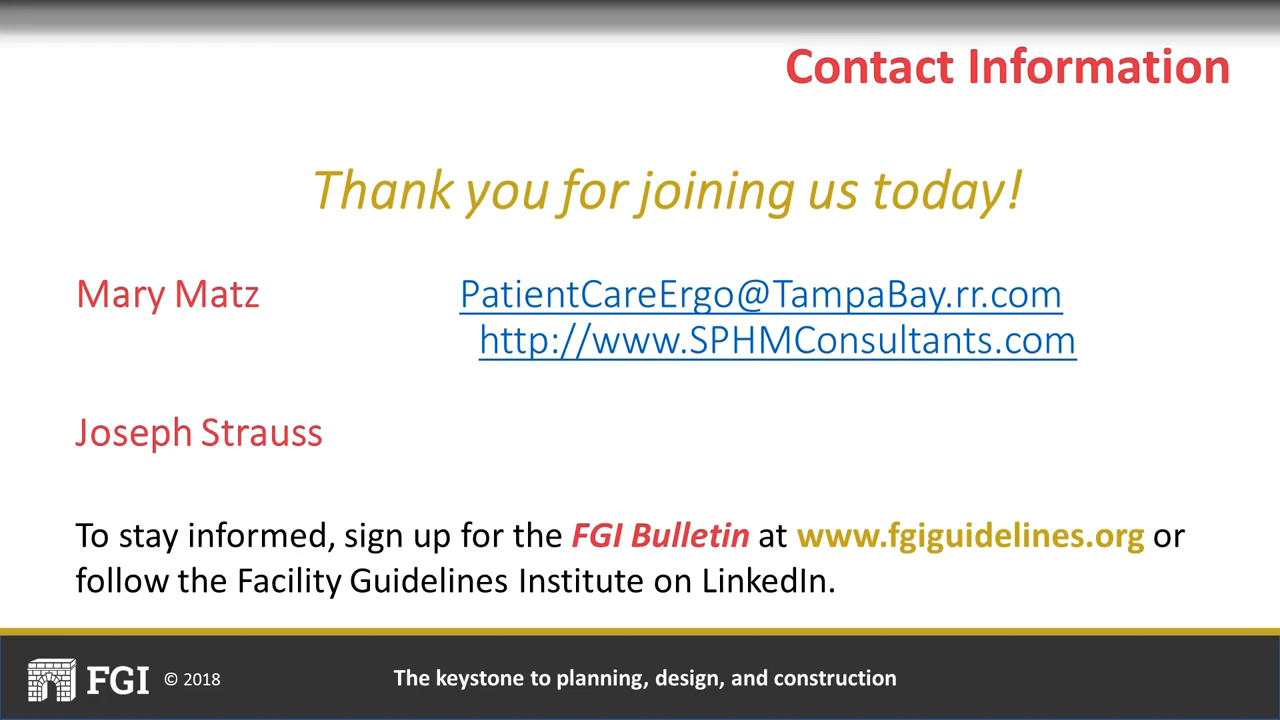 Contact Information
Thank you for joining us today!
Mary Matz PatientCareErgo@TampaBay.rr.com
http://www.SPHMConsultants.com
Joseph Strauss
To stay informed, sign up for the FGI Bulletin at www.fgiguidelines.org or
follow the Facility Guidelines Institute on LinkedIn.
FGI © 2018 The keystone to planning, design, and construction